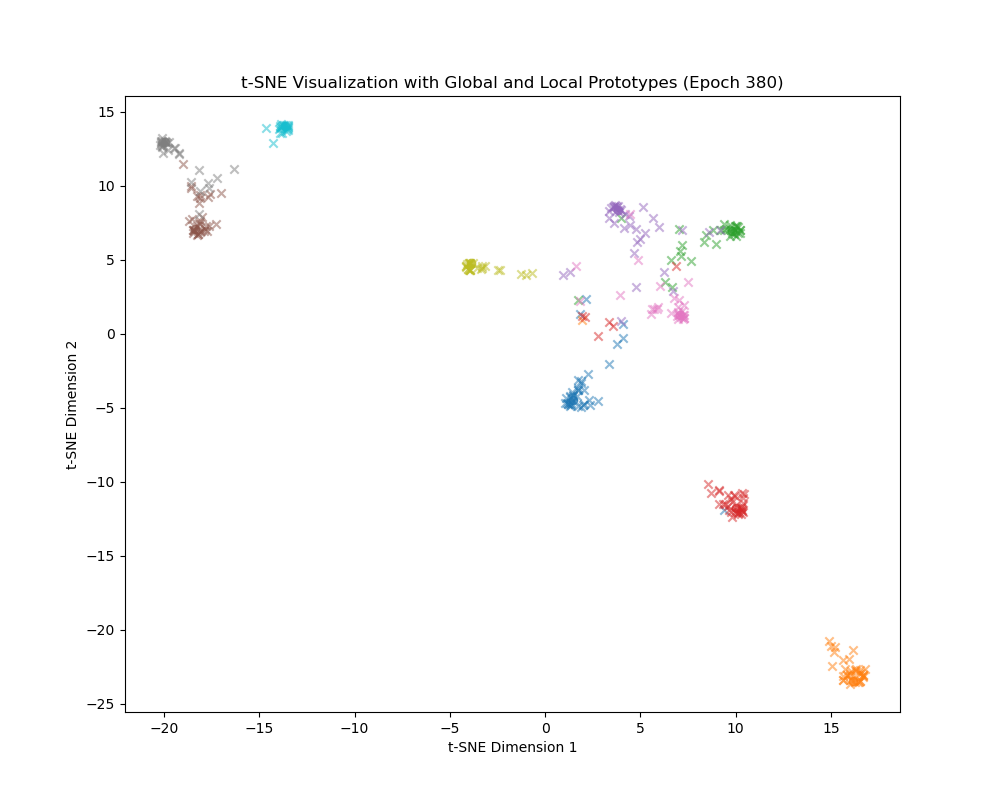 t-SNE Visualization with Global and Local Prototypes (Epoch 380)
15
10
5
0
−5
−10
−15
−20
−25
t-SNE Dimension 2
−20 −15 −10 −5 0 5 10 15
t-SNE Dimension 1